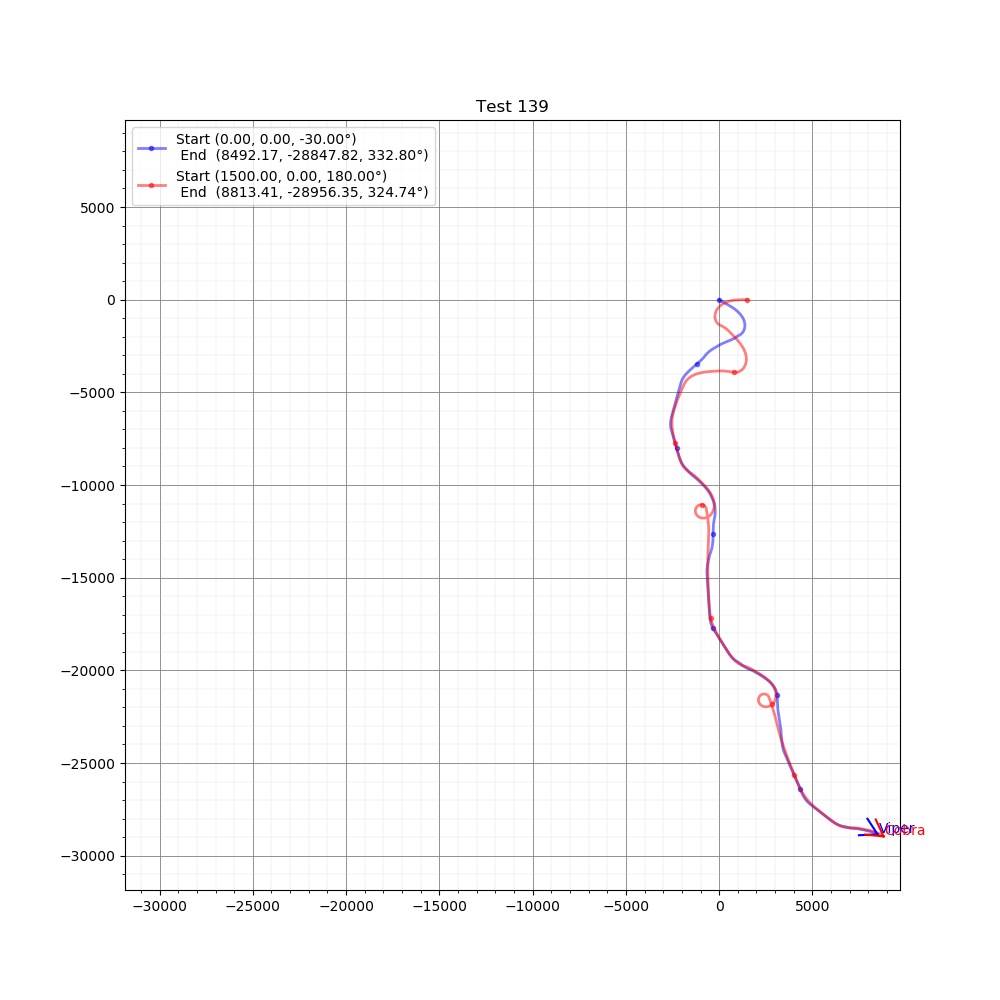 Test 139
Start (0.00, 0.00, -30.00°)
End (8492.17, -28847.82, 332.80°)
Start (1500.00, 0.00, 180.00°)
End (8813.41, -28956.35, 324.74°)
5000
0
−5000
−10000
−15000
−20000
−25000
−30000
Viper
Cobra
−30000 −25000 −20000 −15000 −10000 −5000 0 5000